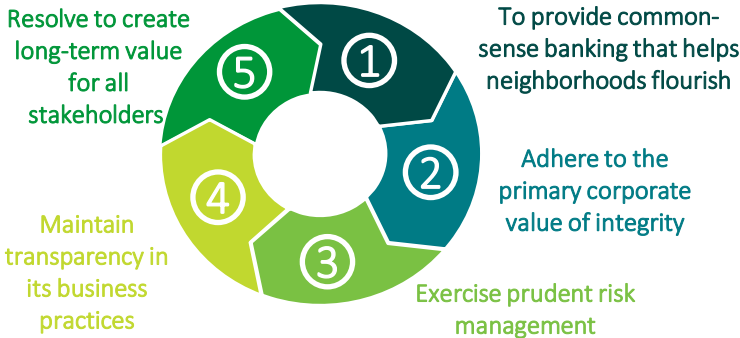 1
To provide common-
sense banking that helps
neighborhoods flourish
2
Adhere to the
primary corporate
value of integrity
3
Exercise prudent risk
management
4
Maintain
transparency in
its business
practices
5
Resolve to create
long-term value
for all
stakeholders